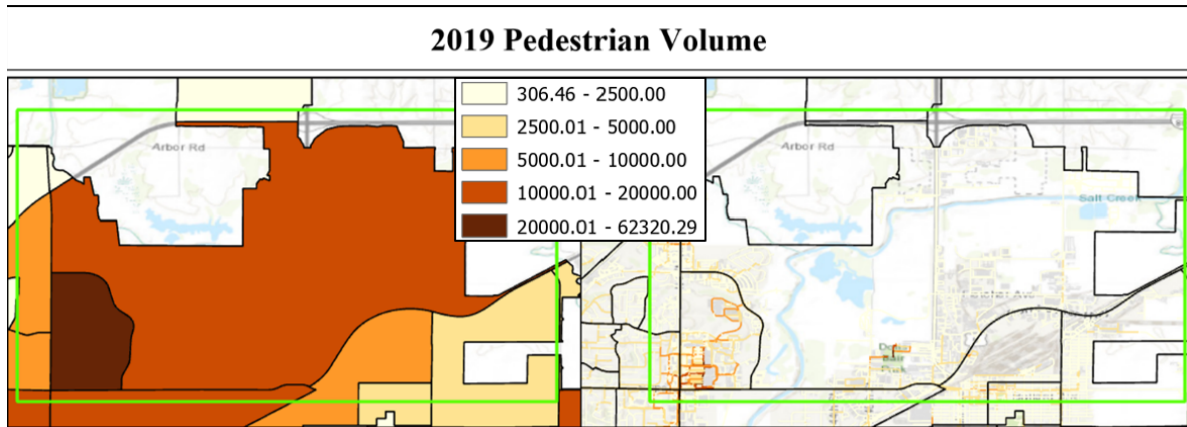 2019 Pedestrian Volume
306.46 - 2500.00
2500.01 - 5000.00
5000.01 - 10000.00
10000.01 - 20000.00
20000.01 - 62320.29
Arbor Rd
Arbor Rd
Salt Creek